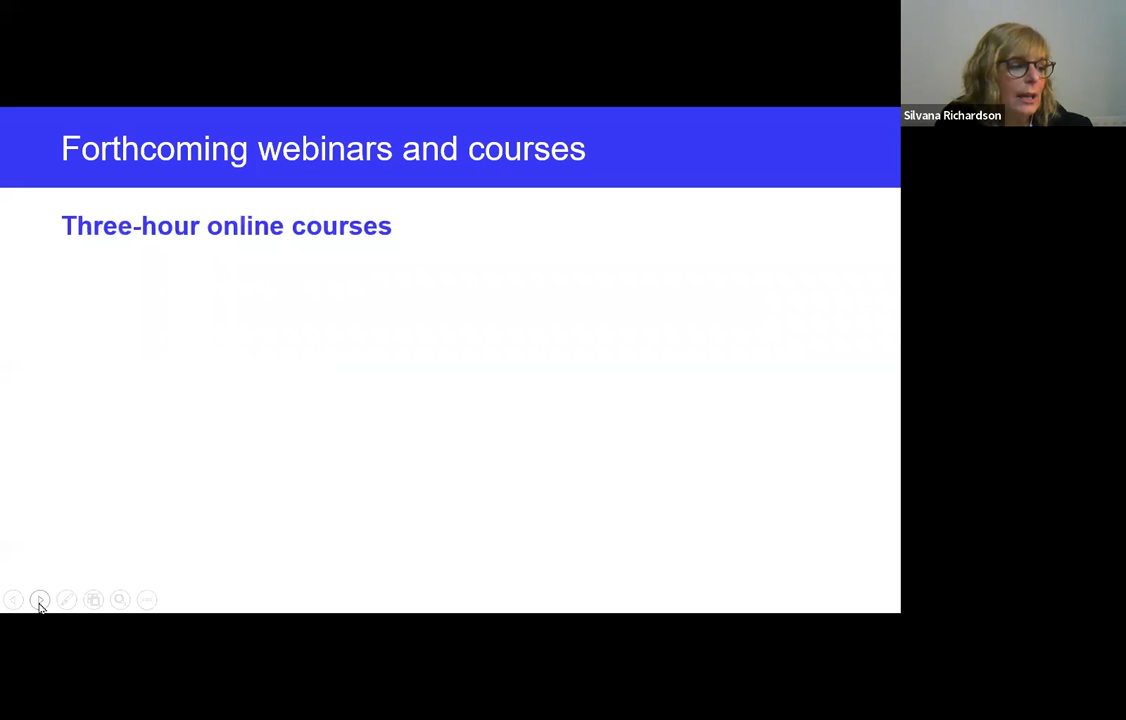 Forthcoming webinars and courses
Silvana Richardson
Three-hour online courses